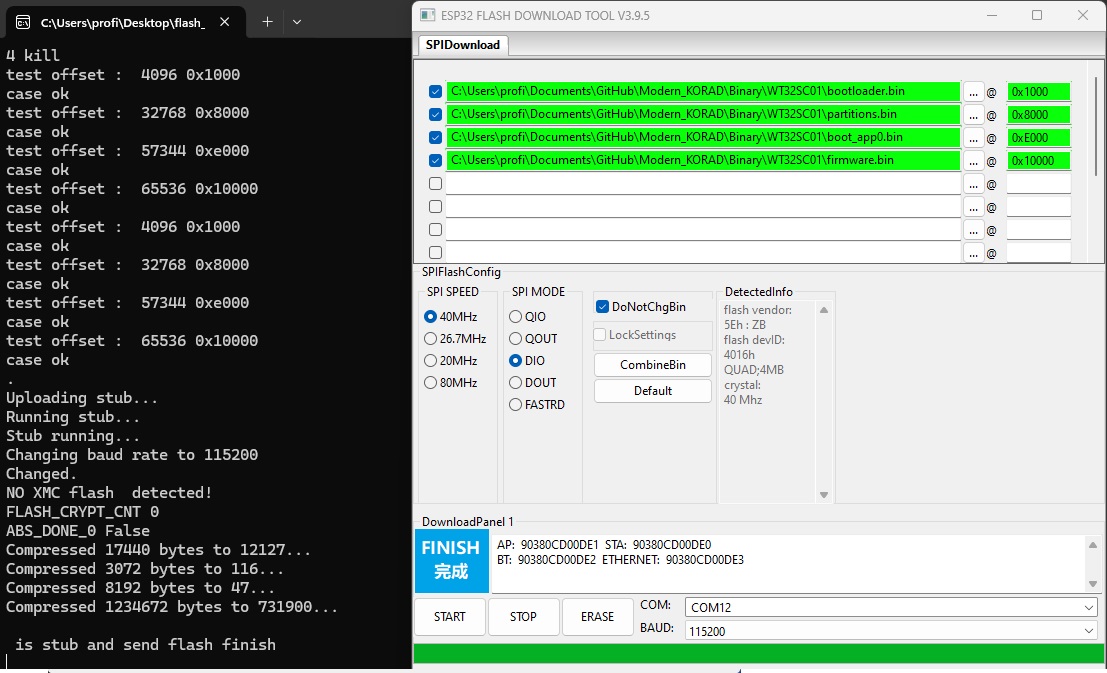 C:\Users\profi\Desktop\flash_
4 kill
test offset :  4096 0x1000
case ok
test offset :  32768 0x8000
case ok
test offset :  57344 0xe000
case ok
test offset :  65536 0x10000
case ok
test offset :  4096 0x1000
case ok
test offset :  32768 0x8000
case ok
test offset :  57344 0xe000
case ok
test offset :  65536 0x10000
case ok
.
Uploading stub...
Running stub...
Stub running...
Changing baud rate to 115200
Changed.
NO XMC flash  detected!
FLASH_CRYPT_CNT 0
ABS_DONE_0 False
Compressed 17440 bytes to 12127...
Compressed 3072 bytes to 116...
Compressed 8192 bytes to 47...
Compressed 1234672 bytes to 731900...
is stub and send flash finish
ESP32 FLASH DOWNLOAD TOOL V3.9.5
SPIDownload
C:\Users\profi\Documents\GitHub\Modern_KORAD\Binary\WT32SC01\bootloader.bin ... @ 0x1000
C:\Users\profi\Documents\GitHub\Modern_KORAD\Binary\WT32SC01\partitions.bin ... @ 0x8000
C:\Users\profi\Documents\GitHub\Modern_KORAD\Binary\WT32SC01\boot_app0.bin ... @ 0xE000
C:\Users\profi\Documents\GitHub\Modern_KORAD\Binary\WT32SC01\firmware.bin ... @ 0x10000
... @
... @
... @
... @
SPIFlashConfig
SPI SPEED
40MHz
26.7MHz
20MHz
80MHz
SPI MODE
QIO
QOUT
DIO
DOUT
FASTRD
DoNotChgBin
LockSettings
CombineBin
Default
DetectedInfo
flash vendor:
5Eh : ZB
flash devID:
4016h
QUAD;4MB
crystal:
40 Mhz
DownloadPanel 1
FINISH
完成
AP:  90380CD00DE1  STA:  90380CD00DE0
BT:  90380CD00DE2  ETHERNET:  90380CD00DE3
START
STOP
ERASE
COM: COM12
BAUD: 115200